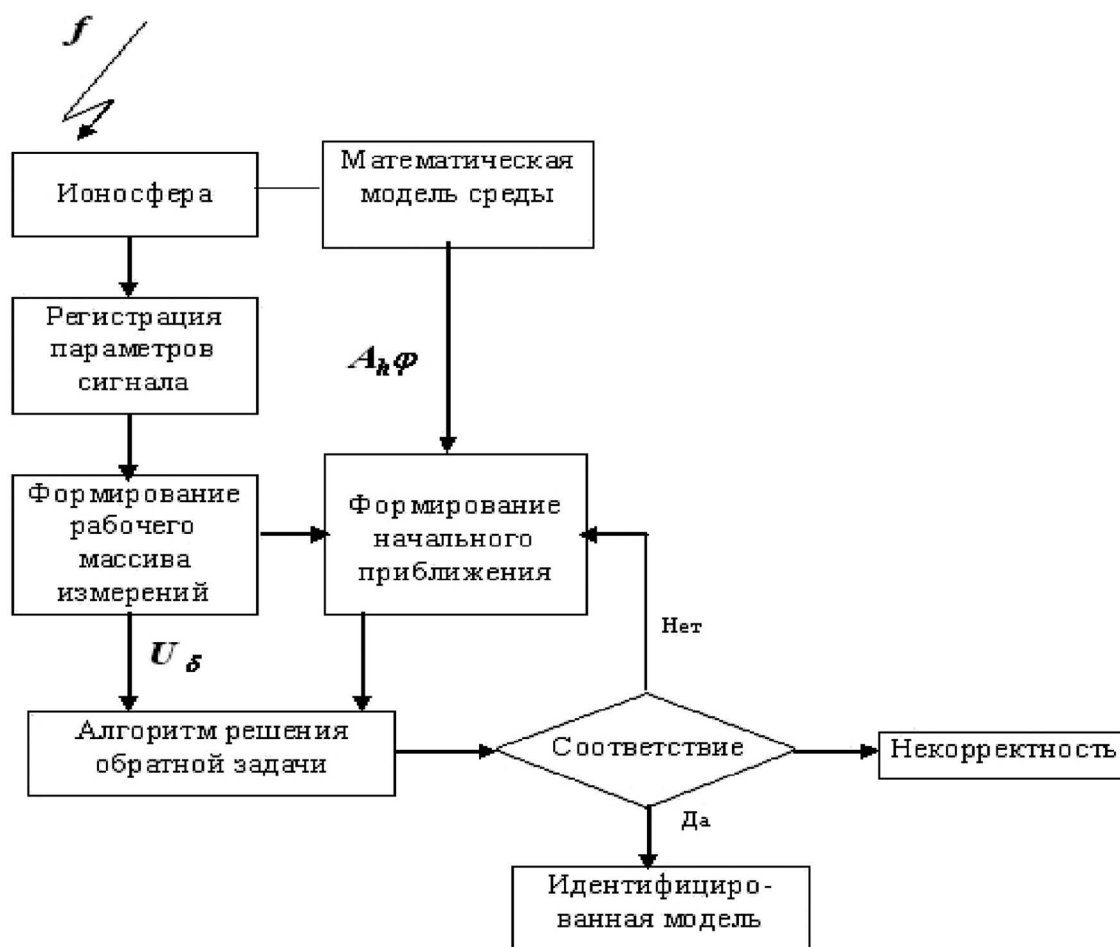 f
Ионосфера
Математическая
модель среды
Регистрация
параметров
сигнала
A_h φ
Формирование
рабочего
массива
измерений
Формирование
начального
приближения
Нет
U_δ
Алгоритм решения
обратной задачи
Соответствие
Некорректность
Да
Идентифициро-
ванная модель